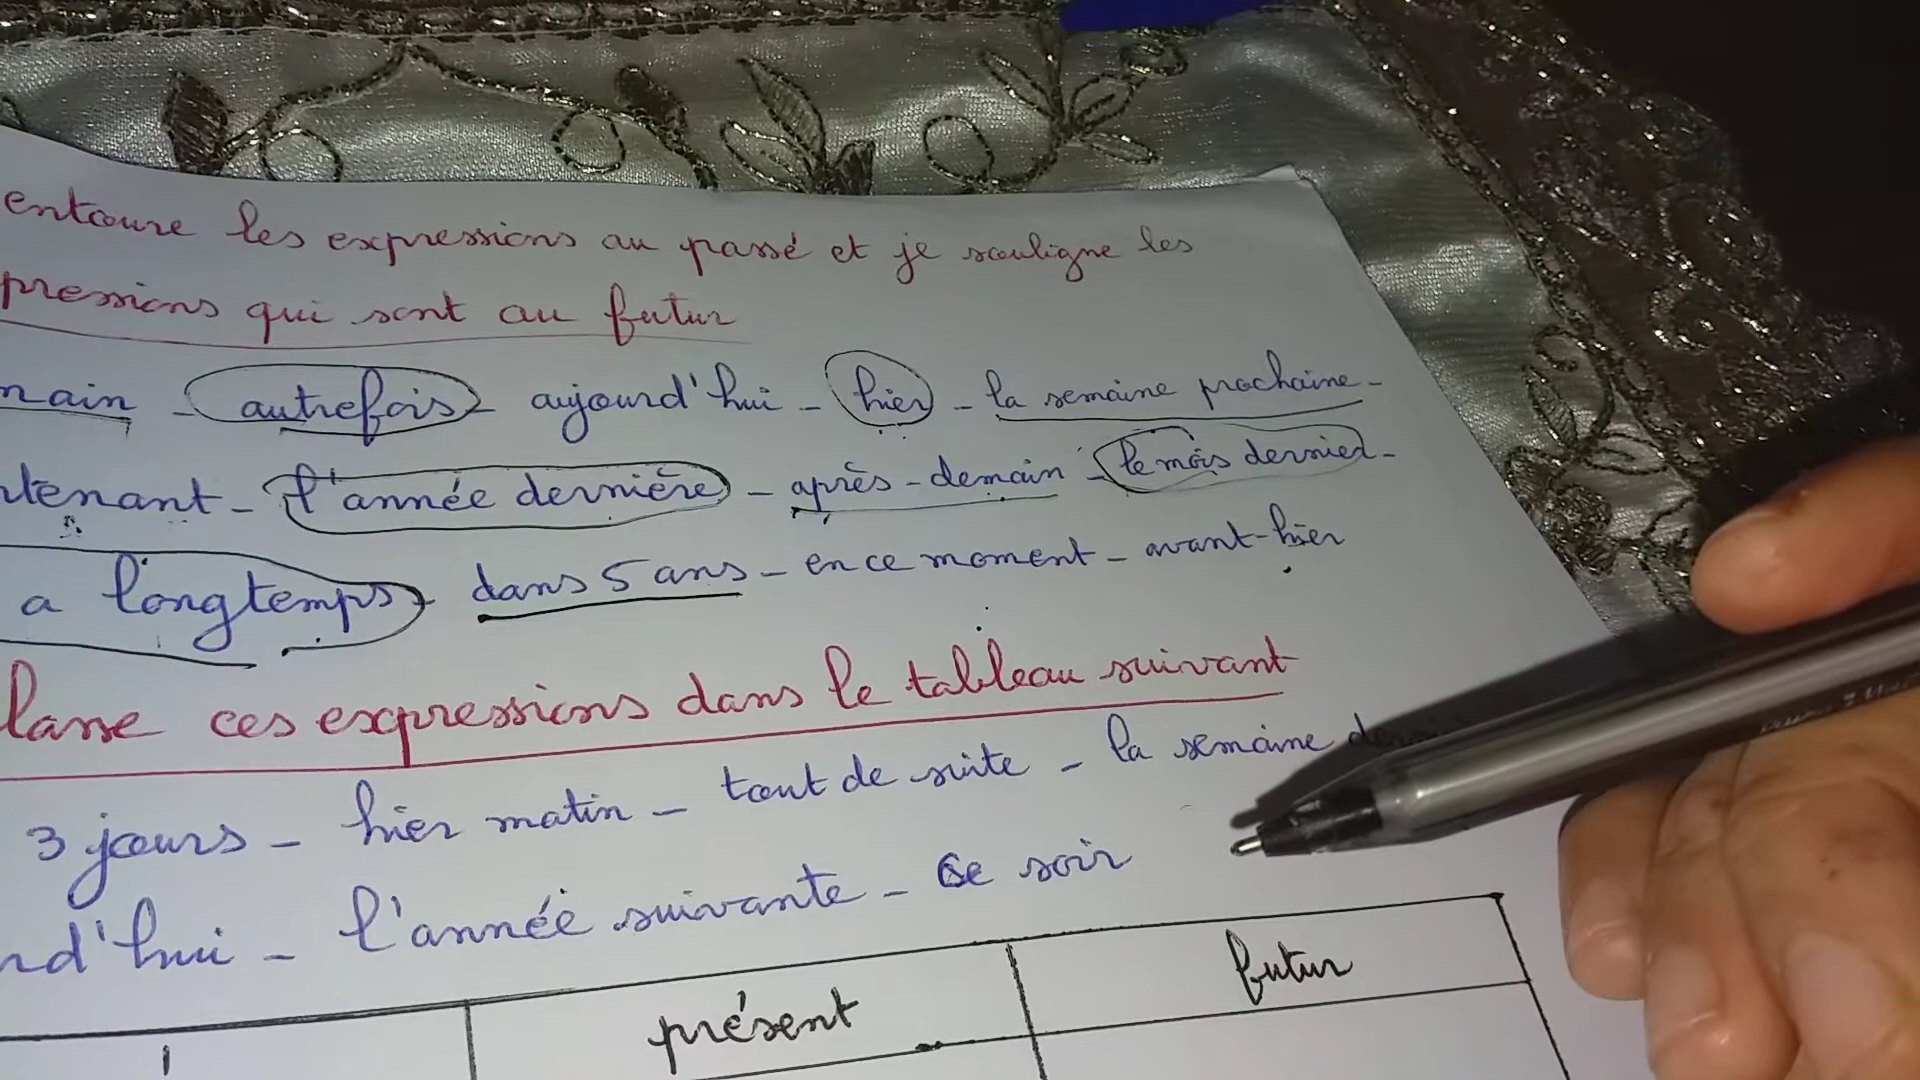 entoure les expressions au passé et je souligne les
pressions qui sont au futur
main - autrefois - aujourd'hui - hier - la semaine prochaine -
ntenant - l'année dernière - après-demain - le mois dernier -
a longtemps - dans 5 ans - en ce moment - avant-hier
lasse ces expressions dans le tableau suivant
3 jours - hier matin - tout de suite - la semaine
rd'hui - l'année suivante - ce soir
présent futur